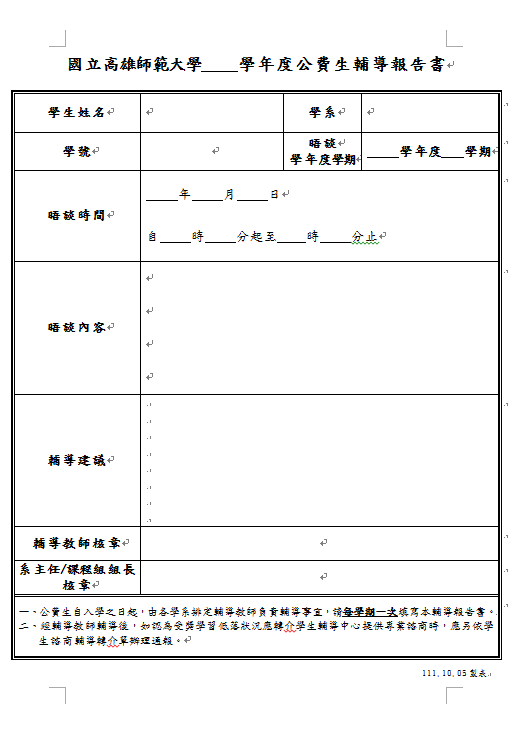 國立高雄師範大學____學年度公費生輔導報告書
學生姓名
學系
學號
晤談
學年度學期
____學年度___學期
晤談時間
____年____月____日
自____時____分起至____時____分止
晤談內容
輔導建議
輔導教師核章
系主任/課程組組長
核章
一、公費生自入學之日起，由各學系排定輔導教師負責輔導事宜，請每學期一次填寫本輔導報告書。
二、經輔導教師輔導後，如認為受獎學習低落狀況應轉介學生輔導中心提供專業諮商時，應另依學
生諮商輔導轉介單辦理通報。
111.10.05製表